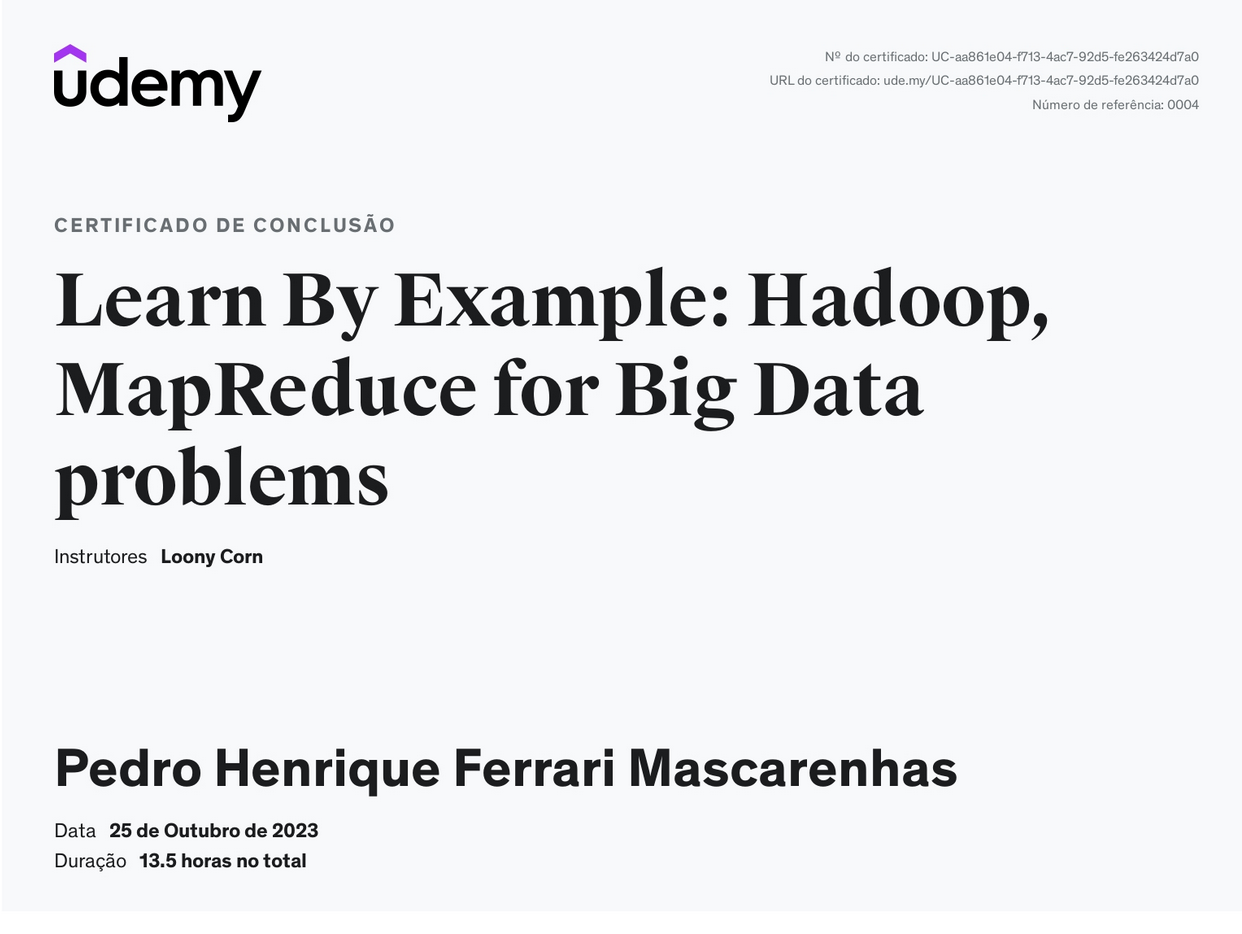 udemy
Nº do certificado: UC-aa861e04-f713-4ac7-92d5-fe263424d7a0
URL do certificado: ude.my/UC-aa861e04-f713-4ac7-92d5-fe263424d7a0
Número de referência: 0004
CERTIFICADO DE CONCLUSÃO
Learn By Example: Hadoop,
MapReduce for Big Data
problems
Instrutores Loony Corn
Pedro Henrique Ferrari Mascarenhas
Data 25 de Outubro de 2023
Duração 13.5 horas no total